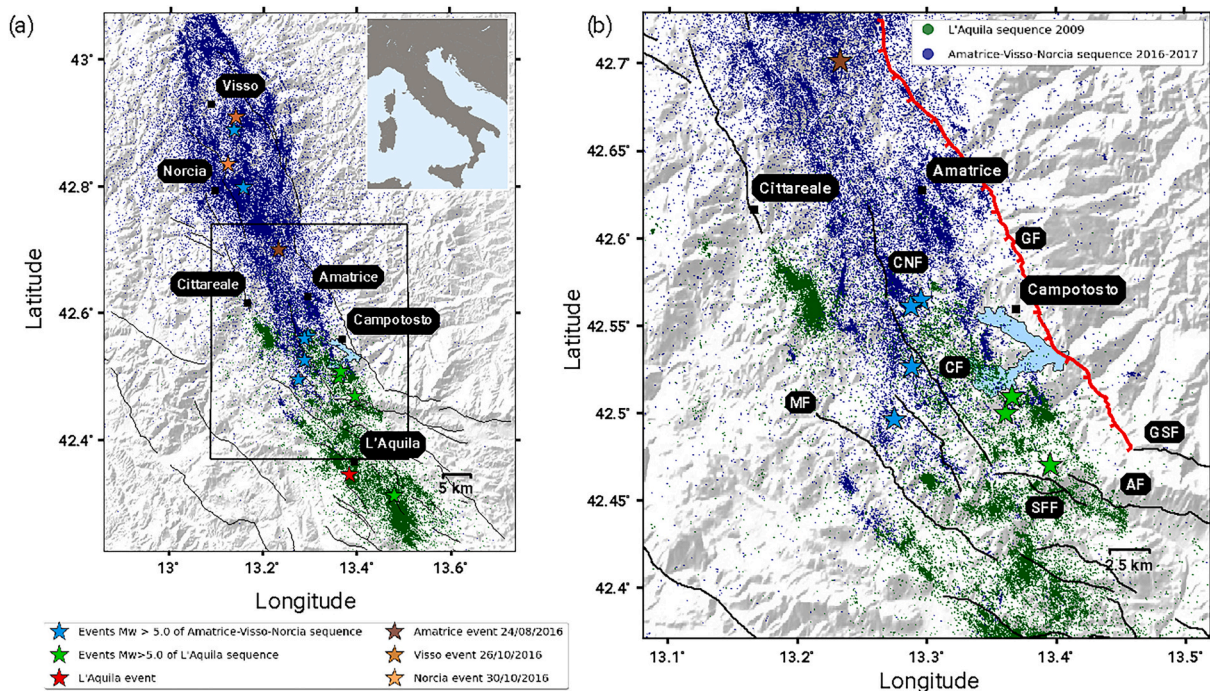 (a)
43°
42.8°
42.6°
42.4°
Latitude
13°
13.2°
13.4°
13.6°
Longitude
Visso
Norcia
Cittareale
Amatrice
Campotosto
L'Aquila
5 km
Events Mw > 5.0 of Amatrice-Visso-Norcia sequence
Events Mw>5.0 of L'Aquila sequence
L'Aquila event
Amatrice event 24/08/2016
Visso event 26/10/2016
Norcia event 30/10/2016
(b)
L'Aquila sequence 2009
Amatrice-Visso-Norcia sequence 2016-2017
42.7°
42.65°
42.6°
42.55°
42.5°
42.45°
42.4°
Latitude
13.1°
13.2°
13.3°
13.4°
13.5°
Longitude
Amatrice
Cittareale
GF
CNF
Campotosto
CF
MF
GSF
AF
SFF
2.5 km